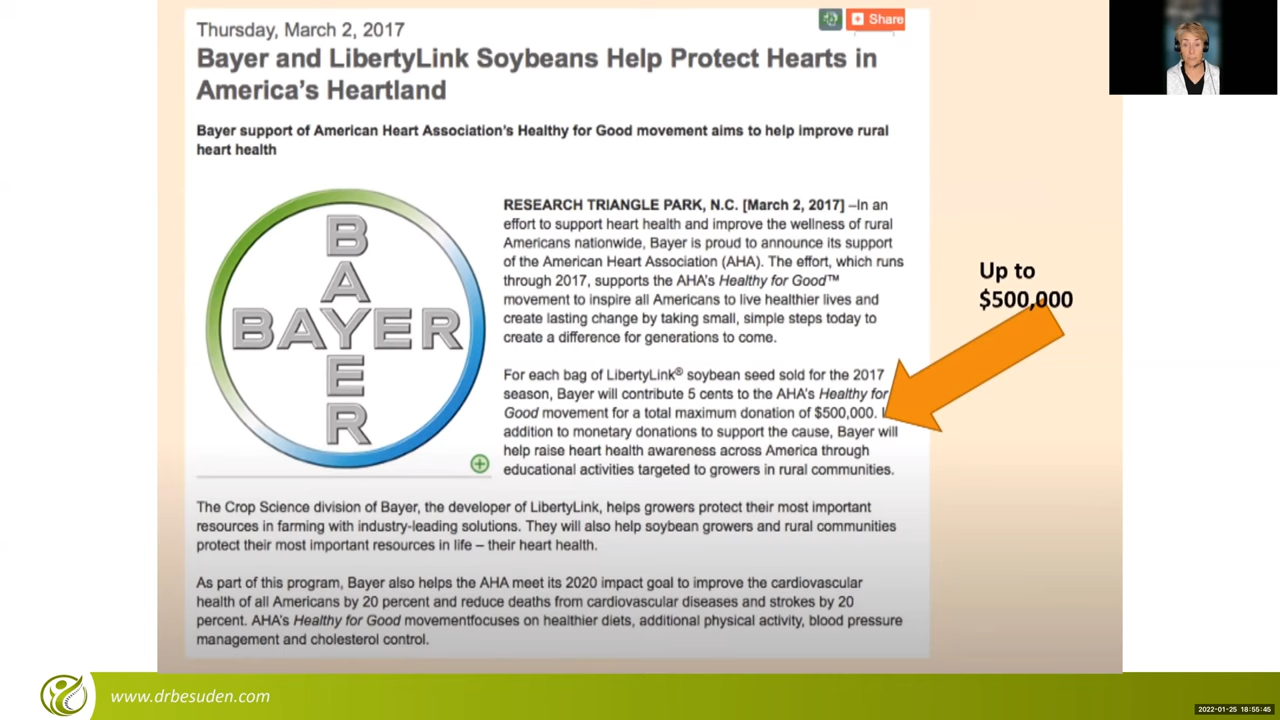 Thursday, March 2, 2017
Share
Bayer and LibertyLink Soybeans Help Protect Hearts in
America's Heartland
Bayer support of American Heart Association's Healthy for Good movement aims to help improve rural
heart health
BAYER
BAYER
RESEARCH TRIANGLE PARK, N.C. [March 2, 2017] –In an
effort to support heart health and improve the wellness of rural
Americans nationwide, Bayer is proud to announce its support
of the American Heart Association (AHA). The effort, which runs
through 2017, supports the AHA's Healthy for Good™
movement to inspire all Americans to live healthier lives and
create lasting change by taking small, simple steps today to
create a difference for generations to come.
For each bag of LibertyLink® soybean seed sold for the 2017
season, Bayer will contribute 5 cents to the AHA's Healthy for
Good movement for a total maximum donation of $500,000.
addition to monetary donations to support the cause, Bayer will
help raise heart health awareness across America through
educational activities targeted to growers in rural communities.
Up to
$500,000
The Crop Science division of Bayer, the developer of LibertyLink, helps growers protect their most important
resources in farming with industry-leading solutions. They will also help soybean growers and rural communities
protect their most important resources in life – their heart health.
As part of this program, Bayer also helps the AHA meet its 2020 impact goal to improve the cardiovascular
health of all Americans by 20 percent and reduce deaths from cardiovascular diseases and strokes by 20
percent. AHA's Healthy for Good movementfocuses on healthier diets, additional physical activity, blood pressure
management and cholesterol control.
www.drbesuden.com
2022-01-25 18:55:45